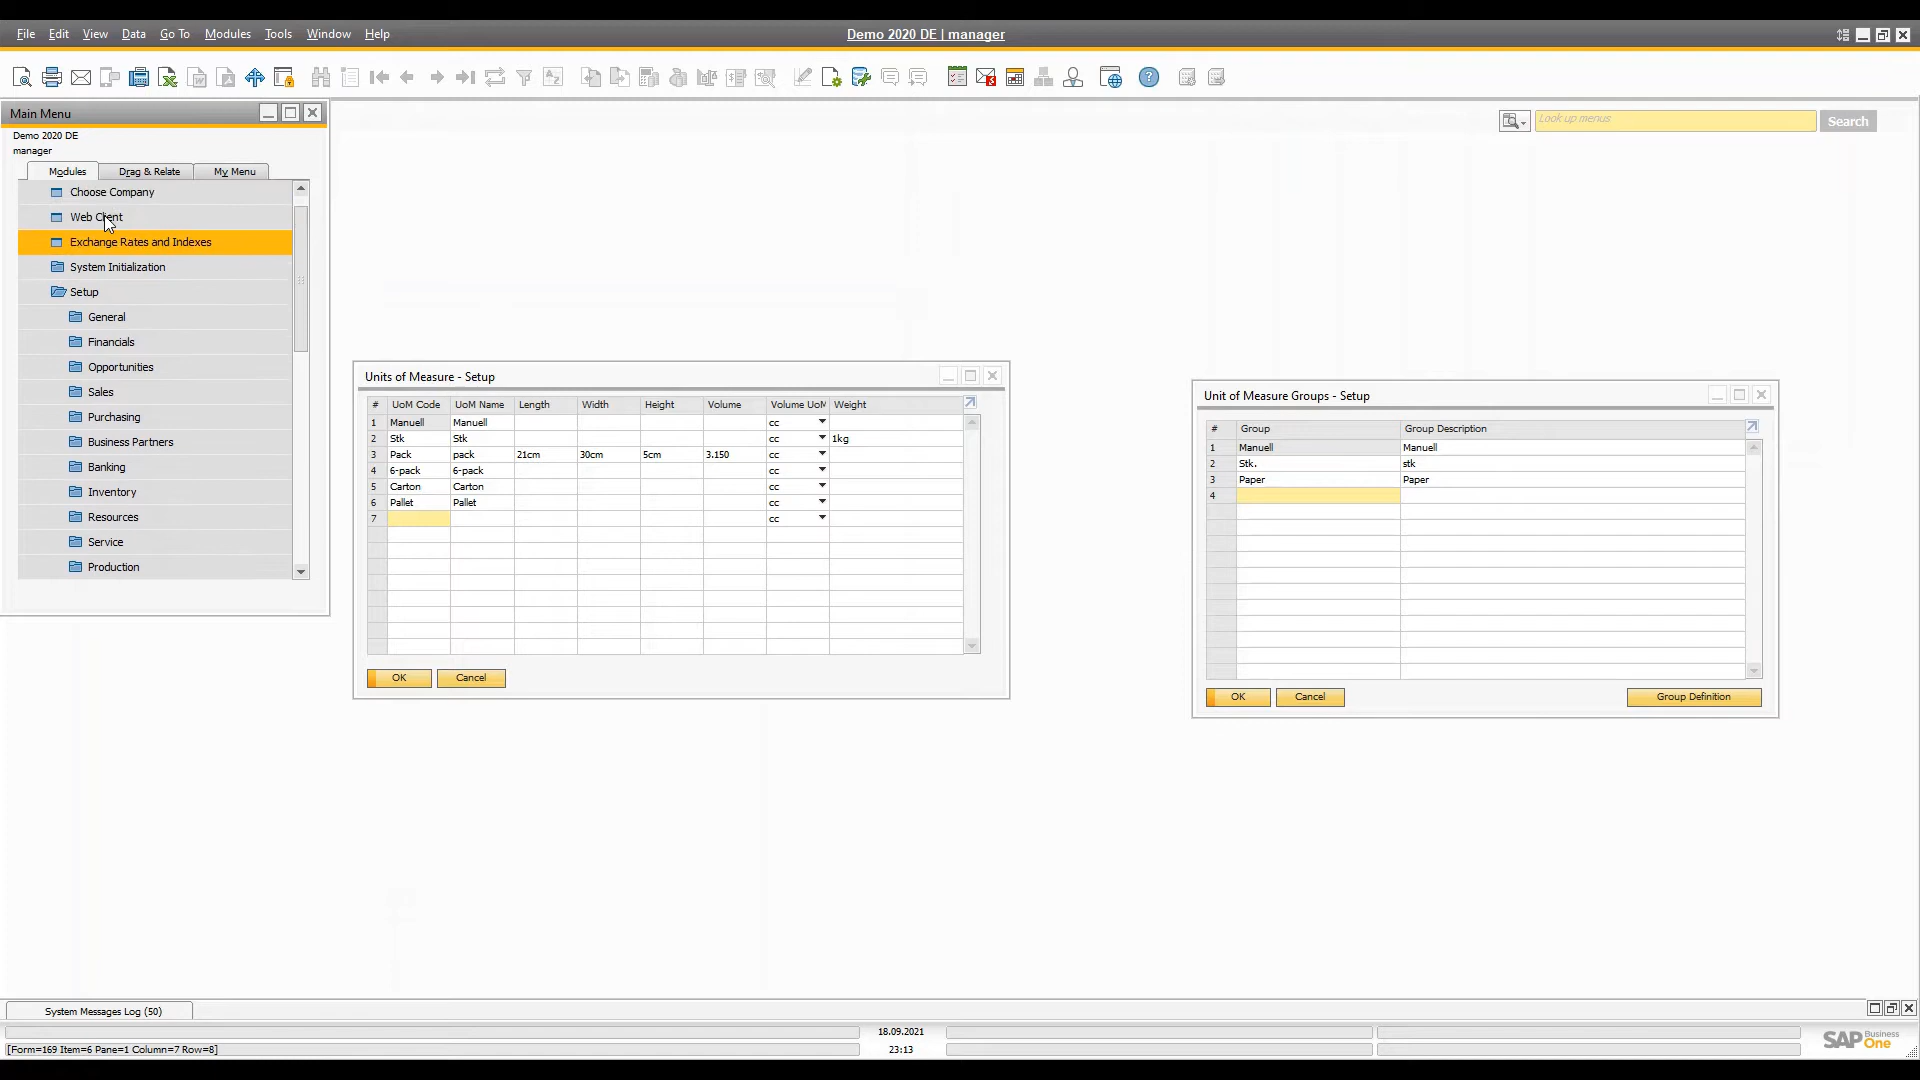 File Edit View Data Go To Modules Tools Window Help
Demo 2020 DE | manager
Main Menu
Demo 2020 DE
manager
Modules Drag & Relate My Menu
Look up menus
Search
Choose Company
Web Client
Exchange Rates and Indexes
System Initialization
Setup
General
Financials
Opportunities
Sales
Purchasing
Business Partners
Banking
Inventory
Resources
Service
Production
Units of Measure - Setup
# UoM Code UoM Name Length Width Height Volume Volume UoM Weight
1 Manuell Manuell cc
2 Stk Stk cc 1kg
3 Pack pack 21cm 30cm 5cm 3.150 cc
4 6-pack 6-pack cc
5 Carton Carton cc
6 Pallet Pallet cc
7 cc
OK Cancel
Unit of Measure Groups - Setup
# Group Group Description
1 Manuell Manuell
2 Stk. stk
3 Paper Paper
4
OK Cancel Group Definition
System Messages Log (50)
18.09.2021
[Form=169 Item=6 Pane=1 Column=7 Row=8]
23:13
SAP Business One